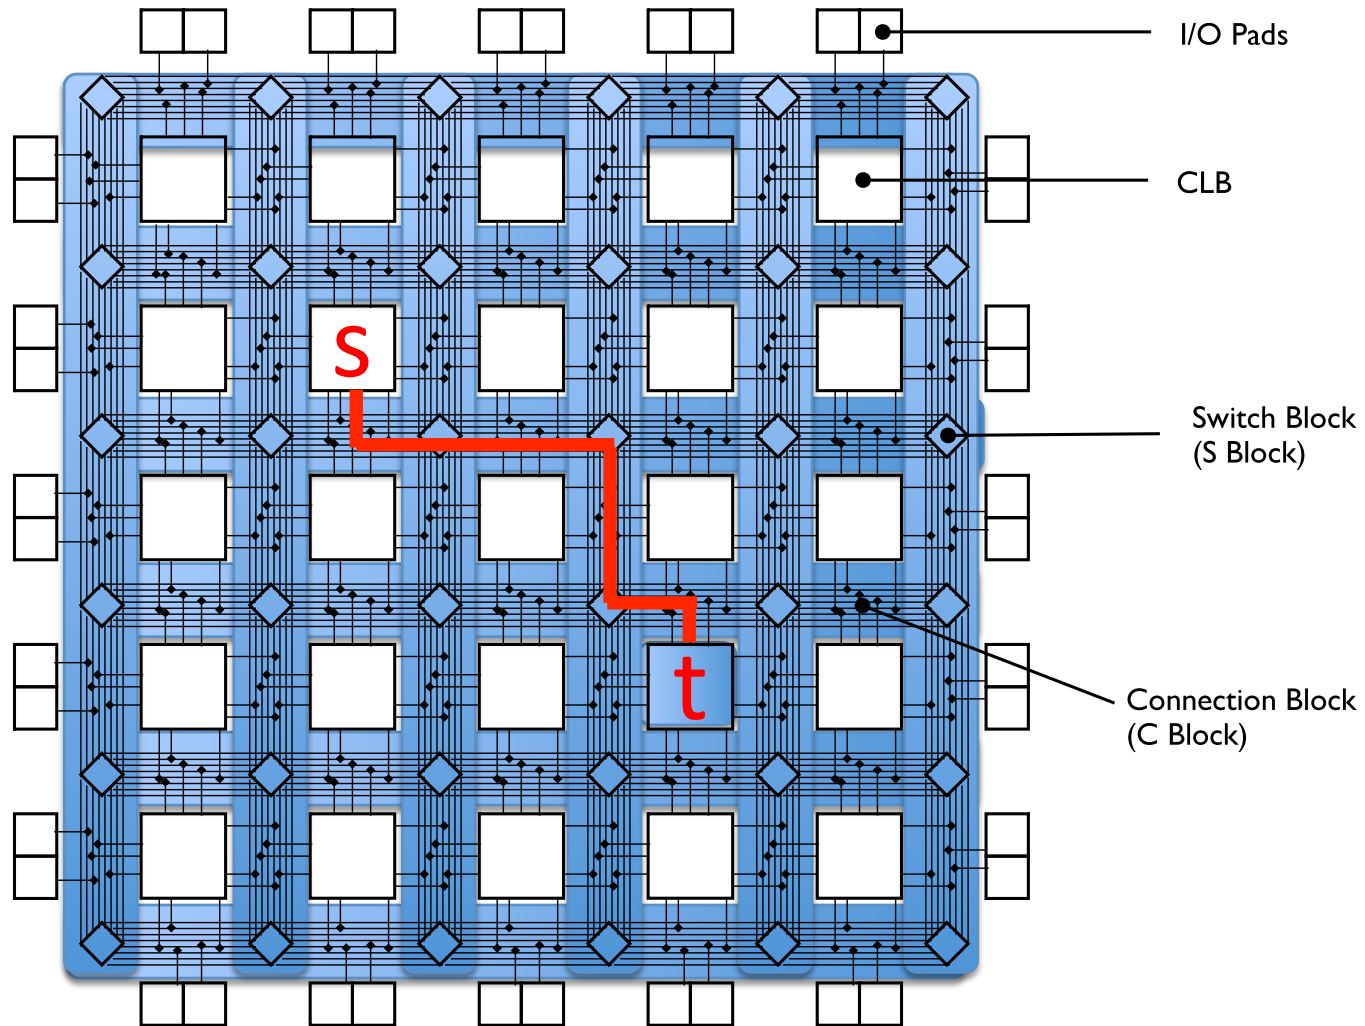 I/O Pads
CLB
s
Switch Block
(S Block)
t
Connection Block
(C Block)